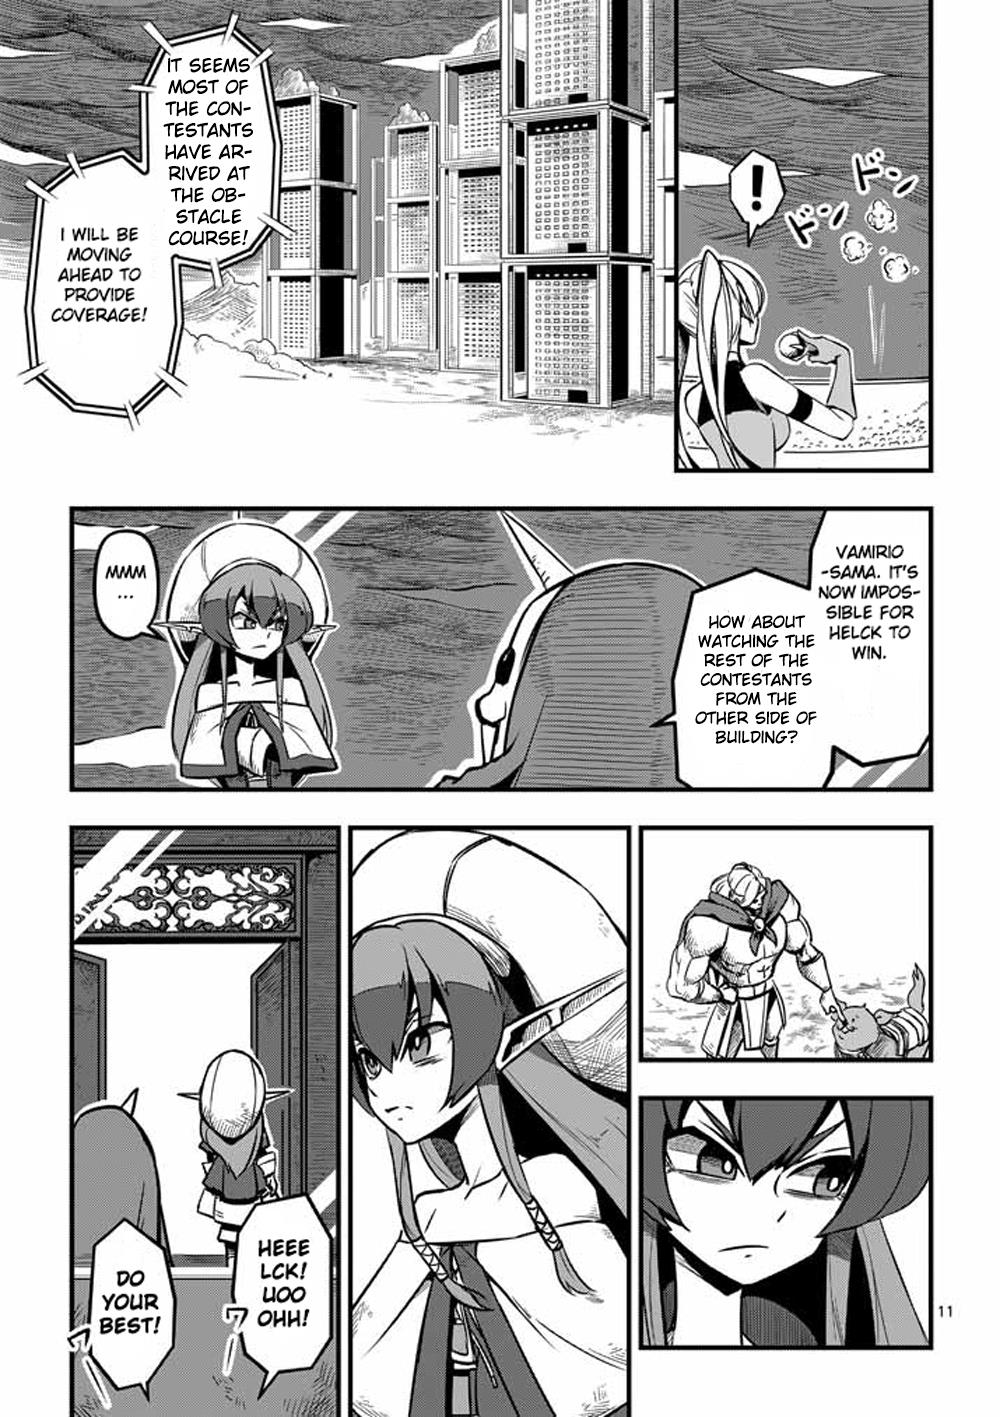 !
ドン
ドン
IT SEEMS
MOST OF
THE CON-
TESTANTS
HAVE AR-
RIVED AT
THE OB-
STACLE
COURSE!
I WILL BE
MOVING
AHEAD TO
PROVIDE
COVERAGE!
VAMIRIO
-SAMA. IT'S
NOW IMPOS-
SIBLE FOR
HELCK TO
WIN.
HOW ABOUT
WATCHING THE
REST OF THE
CONTESTANTS
FROM THE
OTHER SIDE OF
BUILDING?
MMM
...
HEEE
LCK!
UOO
OHH!
ワー
DO
YOUR
BEST!
ワー
11